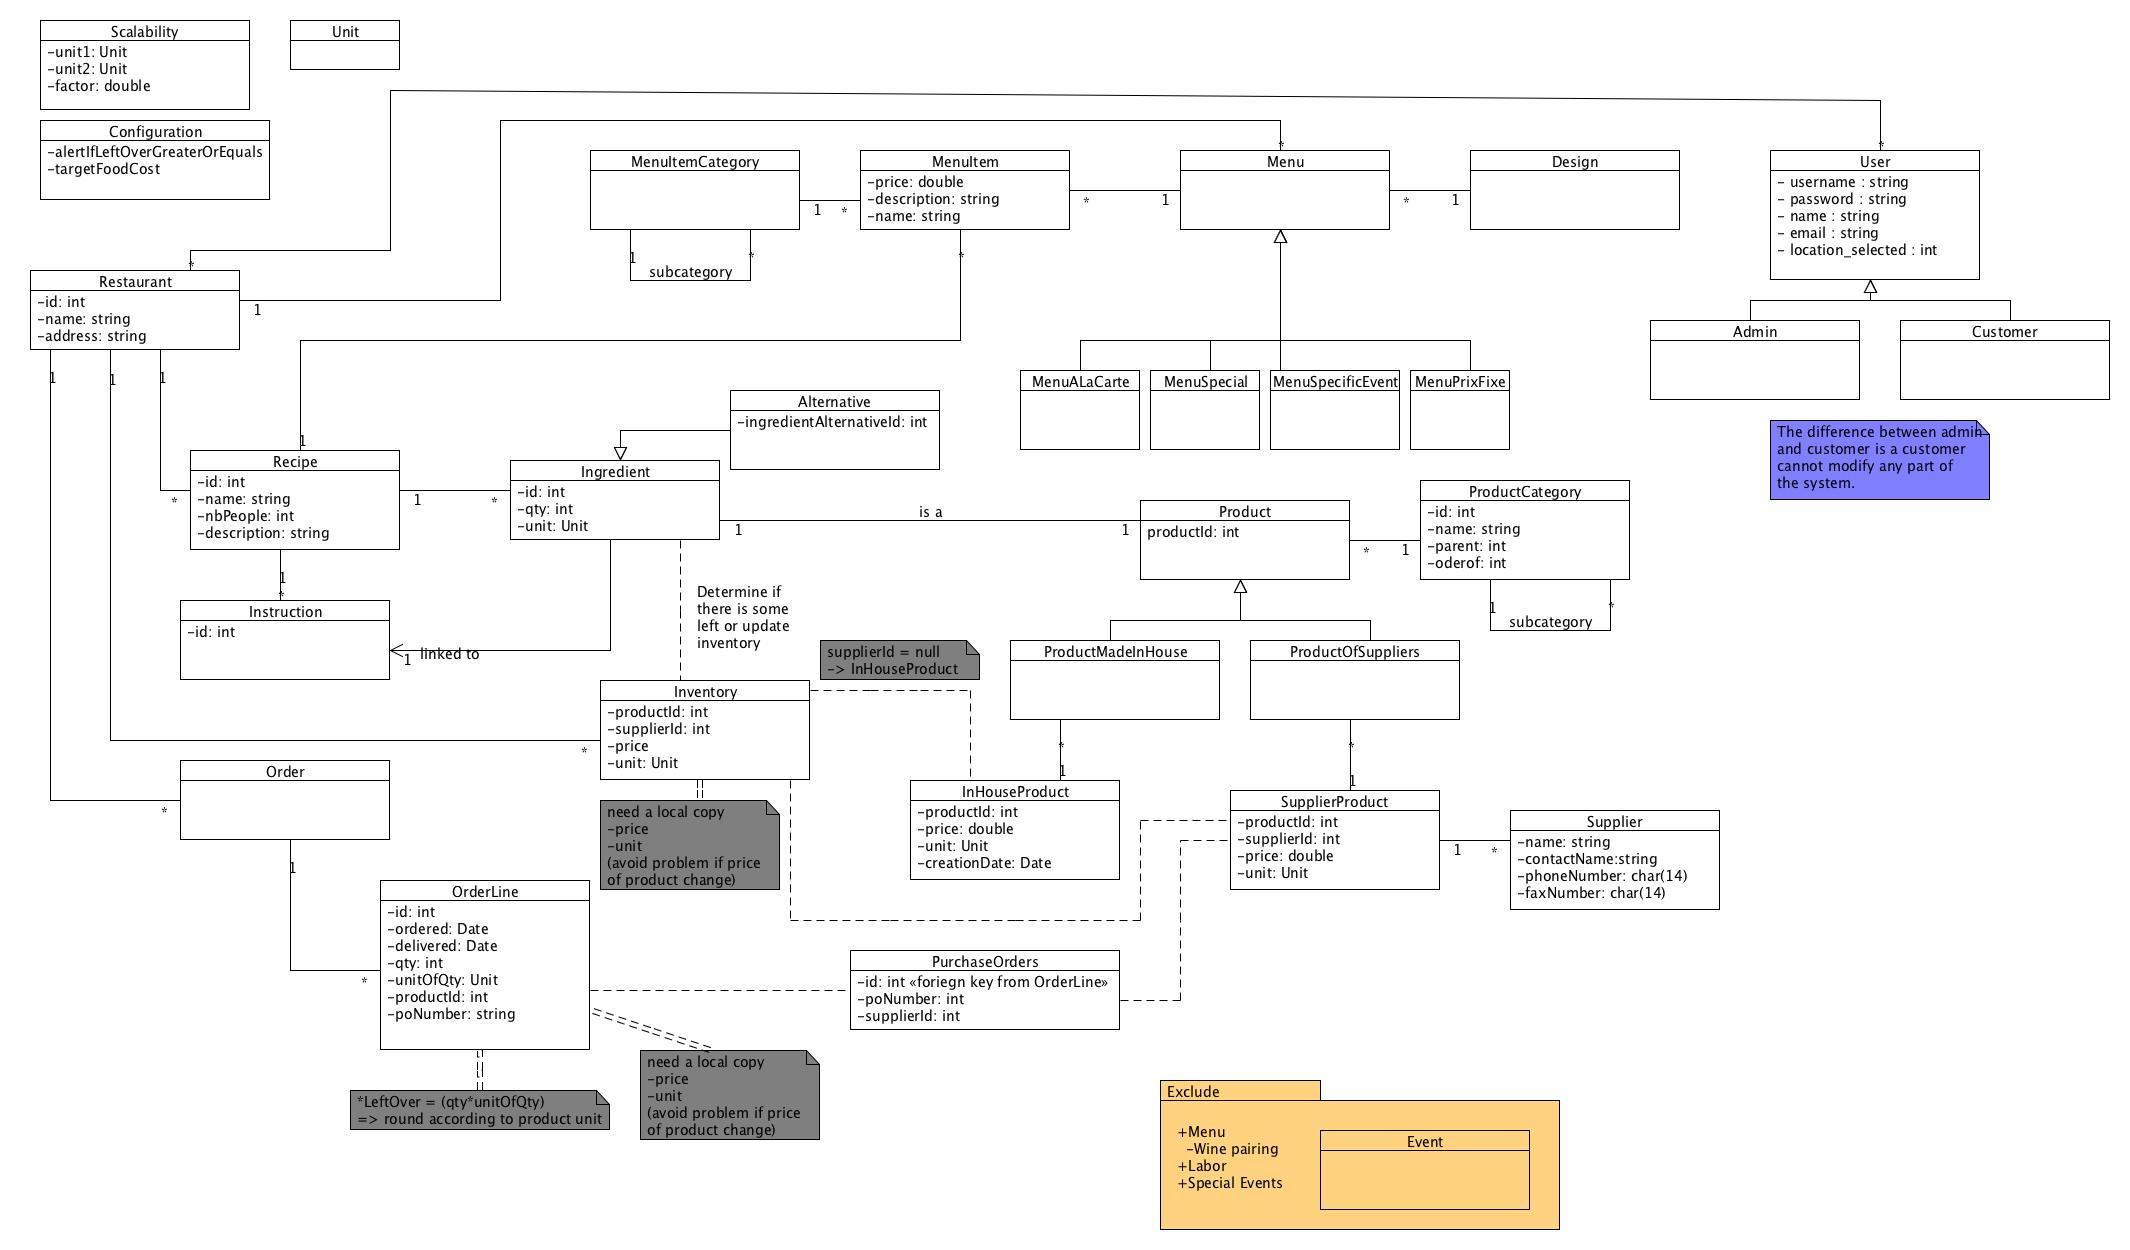 Scalability
-unit1: Unit
-unit2: Unit
-factor: double
Unit
Configuration
-alertIfLeftOverGreaterOrEquals
-targetFoodCost
MenuItemCategory
1
*
subcategory
1
*
MenuItem
-price: double
-description: string
-name: string
*
*
1
Menu
*
*
1
Design
User
*
- username : string
- password : string
- name : string
- email : string
- location_selected : int
Restaurant
*
-id: int
-name: string
-address: string
1
1
1
1
Admin
Customer
The difference between admin
and customer is a customer
cannot modify any part of
the system.
MenuALaCarte
MenuSpecial
MenuSpecificEvent
MenuPrixFixe
Alternative
-ingredientAlternativeId: int
1
Recipe
-id: int
-name: string
-nbPeople: int
-description: string
*
1
*
Ingredient
-id: int
-qty: int
-unit: Unit
1
is a
1
Product
productId: int
*
1
ProductCategory
-id: int
-name: string
-parent: int
-oderof: int
1
*
subcategory
1
*
Instruction
-id: int
1
linked to
Determine if
there is some
left or update
inventory
supplierId = null
-> InHouseProduct
ProductMadeInHouse
ProductOfSuppliers
Inventory
-productId: int
-supplierId: int
-price
-unit: Unit
*
*
1
*
1
Order
*
1
need a local copy
-price
-unit
(avoid problem if price
of product change)
InHouseProduct
-productId: int
-price: double
-unit: Unit
-creationDate: Date
SupplierProduct
-productId: int
-supplierId: int
-price: double
-unit: Unit
1
*
Supplier
-name: string
-contactName:string
-phoneNumber: char(14)
-faxNumber: char(14)
OrderLine
-id: int
-ordered: Date
-delivered: Date
-qty: int
-unitOfQty: Unit
-productId: int
-poNumber: string
*
PurchaseOrders
-id: int «foriegn key from OrderLine»
-poNumber: int
-supplierId: int
need a local copy
-price
-unit
(avoid problem if price
of product change)
*LeftOver = (qty*unitOfQty)
=> round according to product unit
Exclude
+Menu
-Wine pairing
+Labor
+Special Events
Event